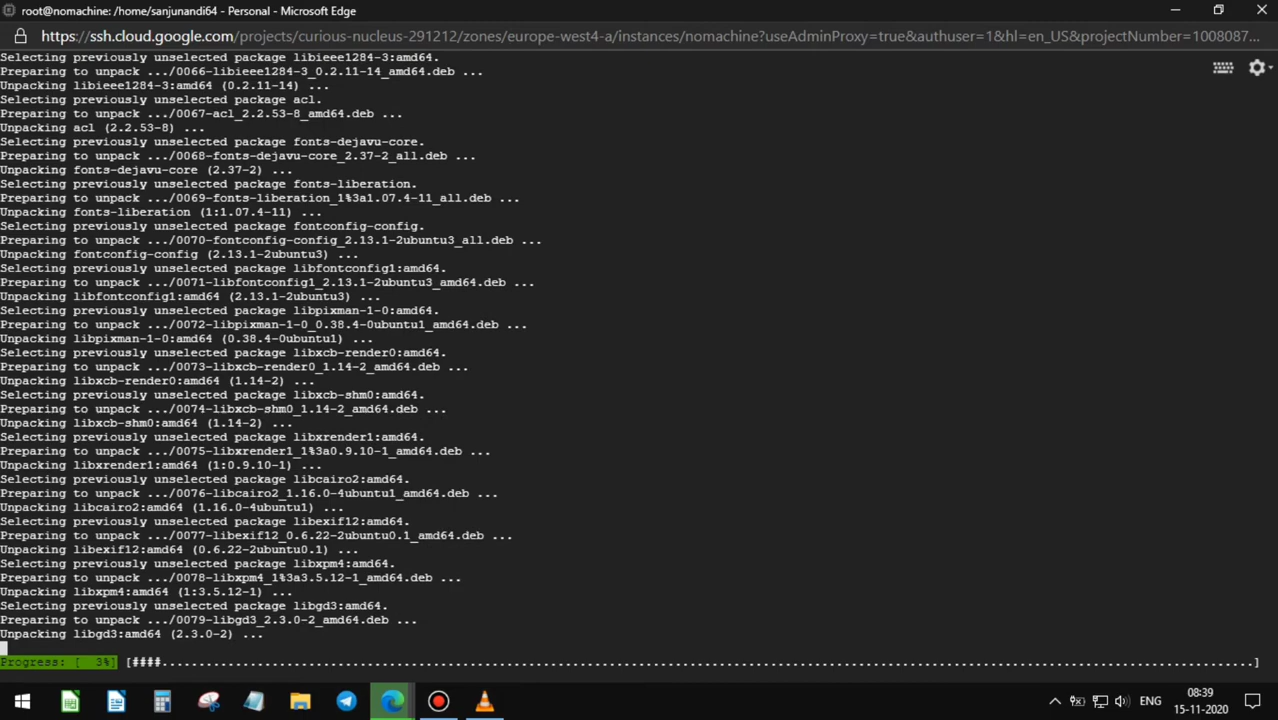 root@nomachine: /home/sanjunandi64 - Personal - Microsoft Edge
https://ssh.cloud.google.com/projects/curious-nucleus-291212/zones/europe-west4-a/instances/nomachine?useAdminProxy=true&authuser=1&hl=en_US&projectNumber=1008087...
Selecting previously unselected package libieee1284-3:amd64.
Preparing to unpack .../0066-libieee1284-3_0.2.11-14_amd64.deb ...
Unpacking libieee1284-3:amd64 (0.2.11-14) ...
Selecting previously unselected package acl.
Preparing to unpack .../0067-acl_2.2.53-8_amd64.deb ...
Unpacking acl (2.2.53-8) ...
Selecting previously unselected package fonts-dejavu-core.
Preparing to unpack .../0068-fonts-dejavu-core_2.37-2_all.deb ...
Unpacking fonts-dejavu-core (2.37-2) ...
Selecting previously unselected package fonts-liberation.
Preparing to unpack .../0069-fonts-liberation_1%3a1.07.4-11_all.deb ...
Unpacking fonts-liberation (1:1.07.4-11) ...
Selecting previously unselected package fontconfig-config.
Preparing to unpack .../0070-fontconfig-config_2.13.1-2ubuntu3_all.deb ...
Unpacking fontconfig-config (2.13.1-2ubuntu3) ...
Selecting previously unselected package libfontconfig1:amd64.
Preparing to unpack .../0071-libfontconfig1_2.13.1-2ubuntu3_amd64.deb ...
Unpacking libfontconfig1:amd64 (2.13.1-2ubuntu3) ...
Selecting previously unselected package libpixman-1-0:amd64.
Preparing to unpack .../0072-libpixman-1-0_0.38.4-0ubuntu1_amd64.deb ...
Unpacking libpixman-1-0:amd64 (0.38.4-0ubuntu1) ...
Selecting previously unselected package libxcb-render0:amd64.
Preparing to unpack .../0073-libxcb-render0_1.14-2_amd64.deb ...
Unpacking libxcb-render0:amd64 (1.14-2) ...
Selecting previously unselected package libxcb-shm0:amd64.
Preparing to unpack .../0074-libxcb-shm0_1.14-2_amd64.deb ...
Unpacking libxcb-shm0:amd64 (1.14-2) ...
Selecting previously unselected package libxrender1:amd64.
Preparing to unpack .../0075-libxrender1_1%3a0.9.10-1_amd64.deb ...
Unpacking libxrender1:amd64 (1:0.9.10-1) ...
Selecting previously unselected package libcairo2:amd64.
Preparing to unpack .../0076-libcairo2_1.16.0-4ubuntu1_amd64.deb ...
Unpacking libcairo2:amd64 (1.16.0-4ubuntu1) ...
Selecting previously unselected package libexif12:amd64.
Preparing to unpack .../0077-libexif12_0.6.22-2ubuntu0.1_amd64.deb ...
Unpacking libexif12:amd64 (0.6.22-2ubuntu0.1) ...
Selecting previously unselected package libxpm4:amd64.
Preparing to unpack .../0078-libxpm4_1%3a3.5.12-1_amd64.deb ...
Unpacking libxpm4:amd64 (1:3.5.12-1) ...
Selecting previously unselected package libgd3:amd64.
Preparing to unpack .../0079-libgd3_2.3.0-2_amd64.deb ...
Unpacking libgd3:amd64 (2.3.0-2) ...
Progress: [  3%] [####.....................................................................................................................................................]
ENG
08:39
15-11-2020